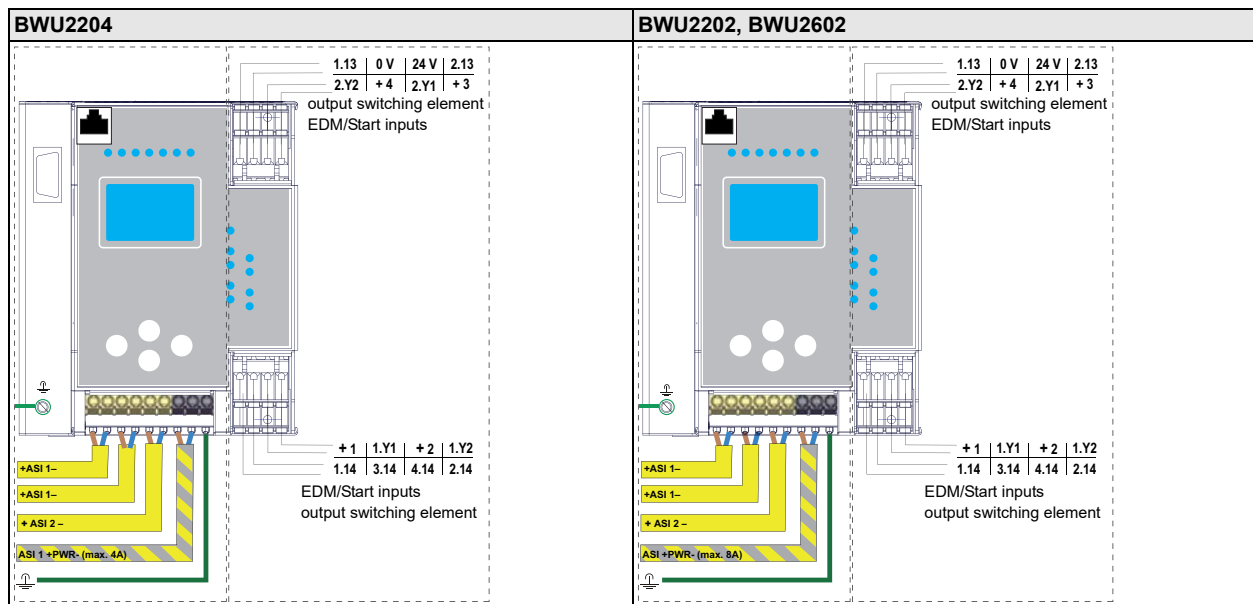 BWU2204
1.13 | 0 V | 24 V | 2.13
2.Y2 | + 4 | 2.Y1 | + 3
output switching element
EDM/Start inputs
+ 1 | 1.Y1 | + 2 | 1.Y2
1.14 | 3.14 | 4.14 | 2.14
EDM/Start inputs
output switching element
+ASI 1–
+ASI 1–
+ ASI 2 –
ASI 1 +PWR- (max. 4A)
BWU2202, BWU2602
1.13 | 0 V | 24 V | 2.13
2.Y2 | + 4 | 2.Y1 | + 3
output switching element
EDM/Start inputs
+ 1 | 1.Y1 | + 2 | 1.Y2
1.14 | 3.14 | 4.14 | 2.14
EDM/Start inputs
output switching element
+ASI 1–
+ASI 1–
+ ASI 2 –
ASI +PWR- (max. 8A)